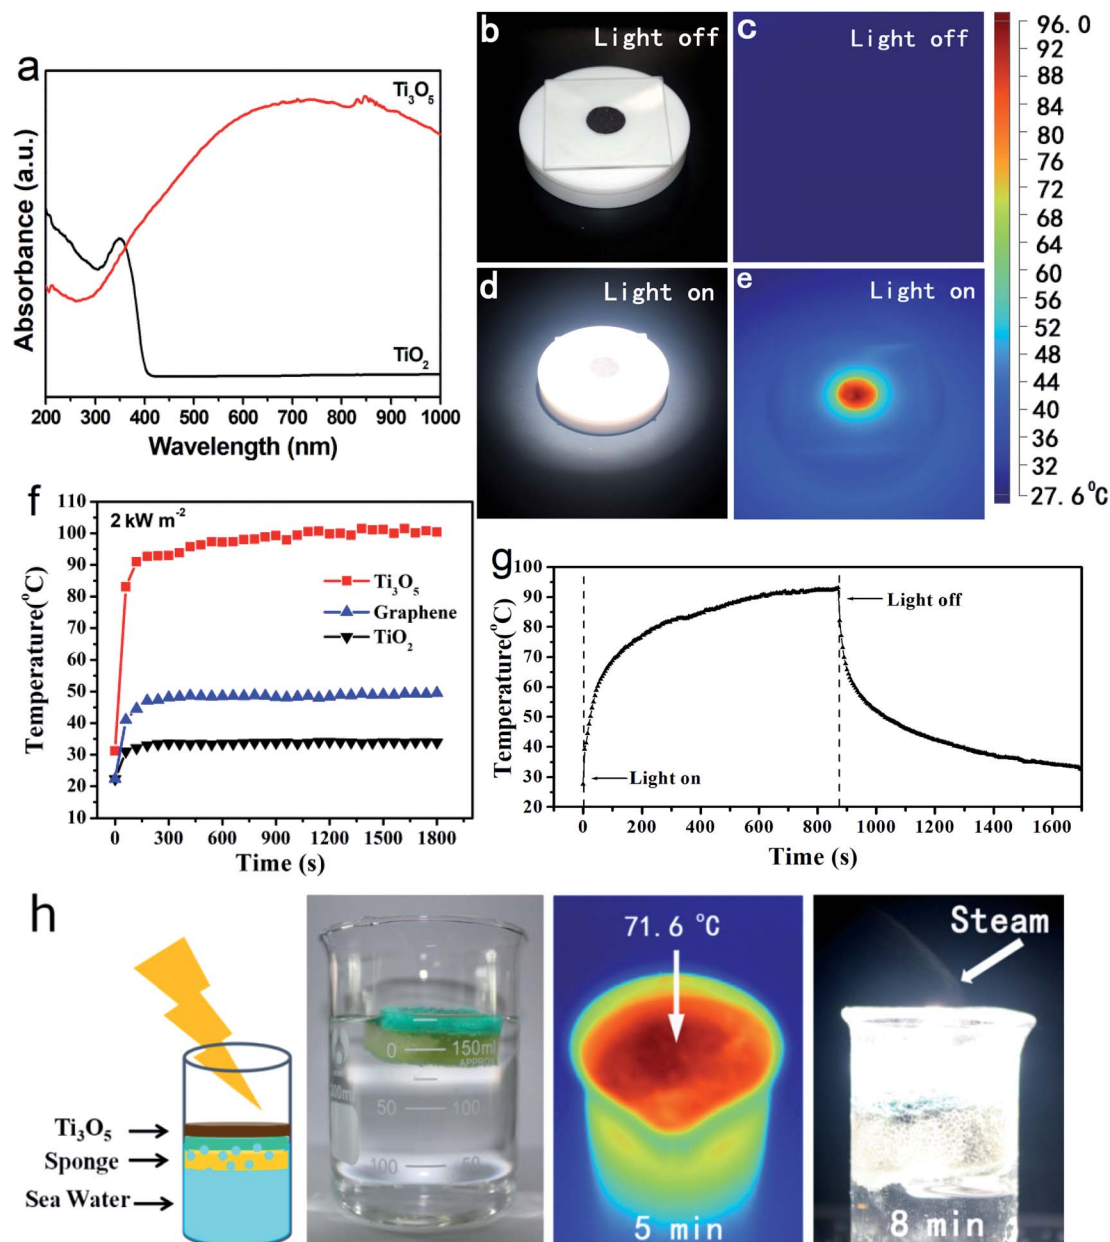 a
Ti₃O₅
TiO₂
Absorbance (a.u.)
200 300 400 500 600 700 800 900 1000
Wavelength (nm)
b
Light off
c
Light off
d
Light on
e
Light on
96.0
92
88
84
80
76
72
68
64
60
56
52
48
44
40
36
32
27.6℃
f
2 kW m⁻²
Ti₃O₅
Graphene
TiO₂
Temperature(°C)
110
100
90
80
70
60
50
40
30
20
10
0 300 600 900 1200 1500 1800
Time (s)
g
Light off
Light on
Temperature(°C)
100
90
80
70
60
50
40
30
20
0 200 400 600 800 1000 1200 1400 1600
Time (s)
h
Ti₃O₅
Sponge
Sea Water
0 150ml
APPROX
50 100
100 50
71.6 ℃
5 min
Steam
8 min